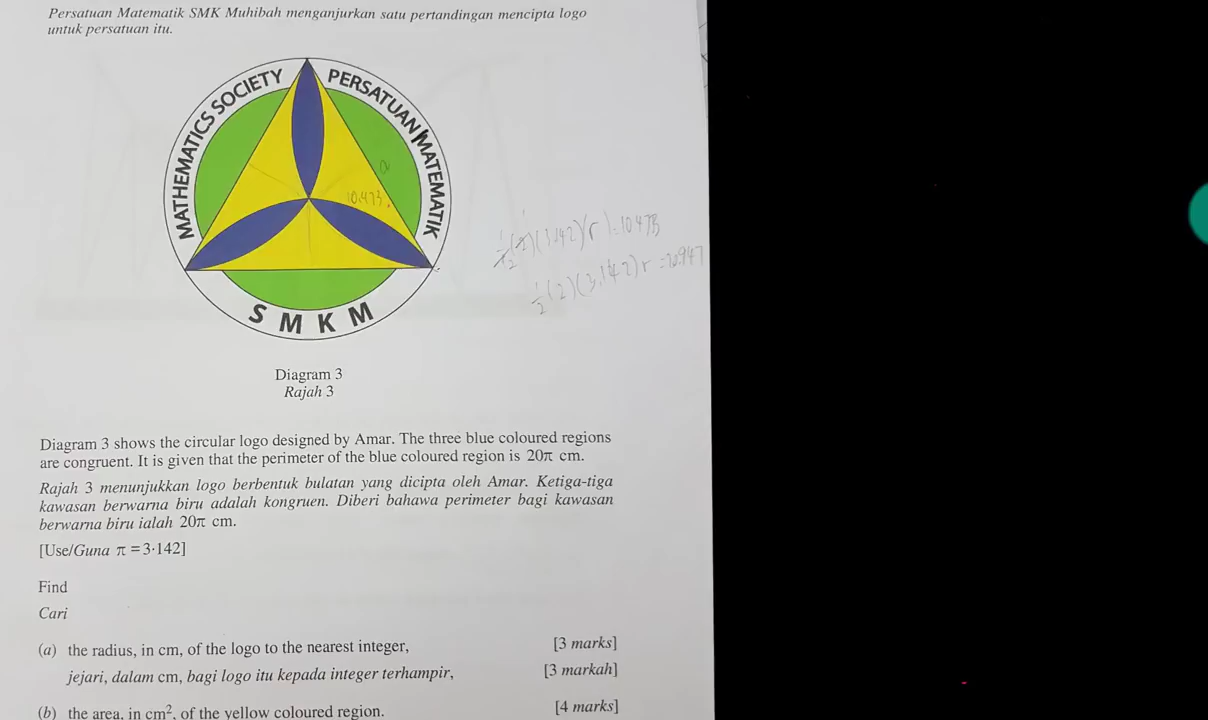 Persatuan Matematik SMK Muhibah menganjurkan satu pertandingan mencipta logo
untuk persatuan itu.
MATHEMATICS SOCIETY
PERSATUAN MATEMATIK
10.473
SMKM
Diagram 3
Rajah 3
Diagram 3 shows the circular logo designed by Amar. The three blue coloured regions
are congruent. It is given that the perimeter of the blue coloured region is 20π cm.
Rajah 3 menunjukkan logo berbentuk bulatan yang dicipta oleh Amar. Ketiga-tiga
kawasan berwarna biru adalah kongruen. Diberi bahawa perimeter bagi kawasan
berwarna biru ialah 20π cm.
[Use/Guna π = 3·142]
Find
Cari
(a) the radius, in cm, of the logo to the nearest integer, [3 marks]
jejari, dalam cm, bagi logo itu kepada integer terhampir, [3 markah]
(b) the area, in cm², of the yellow coloured region. [4 marks]